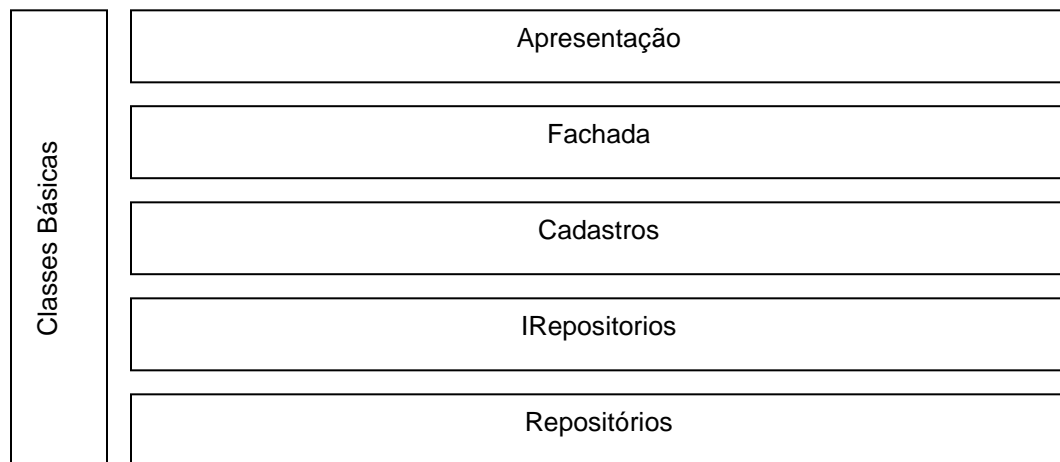 Classes Básicas
Apresentação
Fachada
Cadastros
IRepositorios
Repositórios